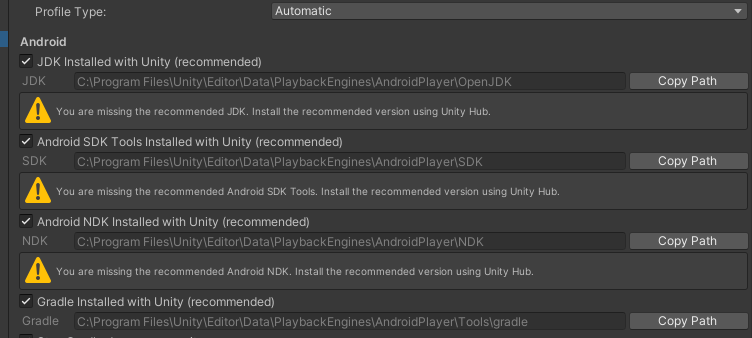 Profile Type: Automatic
Android
JDK Installed with Unity (recommended)
JDK C:\Program Files\Unity\Editor\Data\PlaybackEngines\AndroidPlayer\OpenJDK Copy Path
You are missing the recommended JDK. Install the recommended version using Unity Hub.
Android SDK Tools Installed with Unity (recommended)
SDK C:\Program Files\Unity\Editor\Data\PlaybackEngines\AndroidPlayer\SDK Copy Path
You are missing the recommended Android SDK Tools. Install the recommended version using Unity Hub.
Android NDK Installed with Unity (recommended)
NDK C:\Program Files\Unity\Editor\Data\PlaybackEngines\AndroidPlayer\NDK Copy Path
You are missing the recommended Android NDK. Install the recommended version using Unity Hub.
Gradle Installed with Unity (recommended)
Gradle C:\Program Files\Unity\Editor\Data\PlaybackEngines\AndroidPlayer\Tools\gradle Copy Path